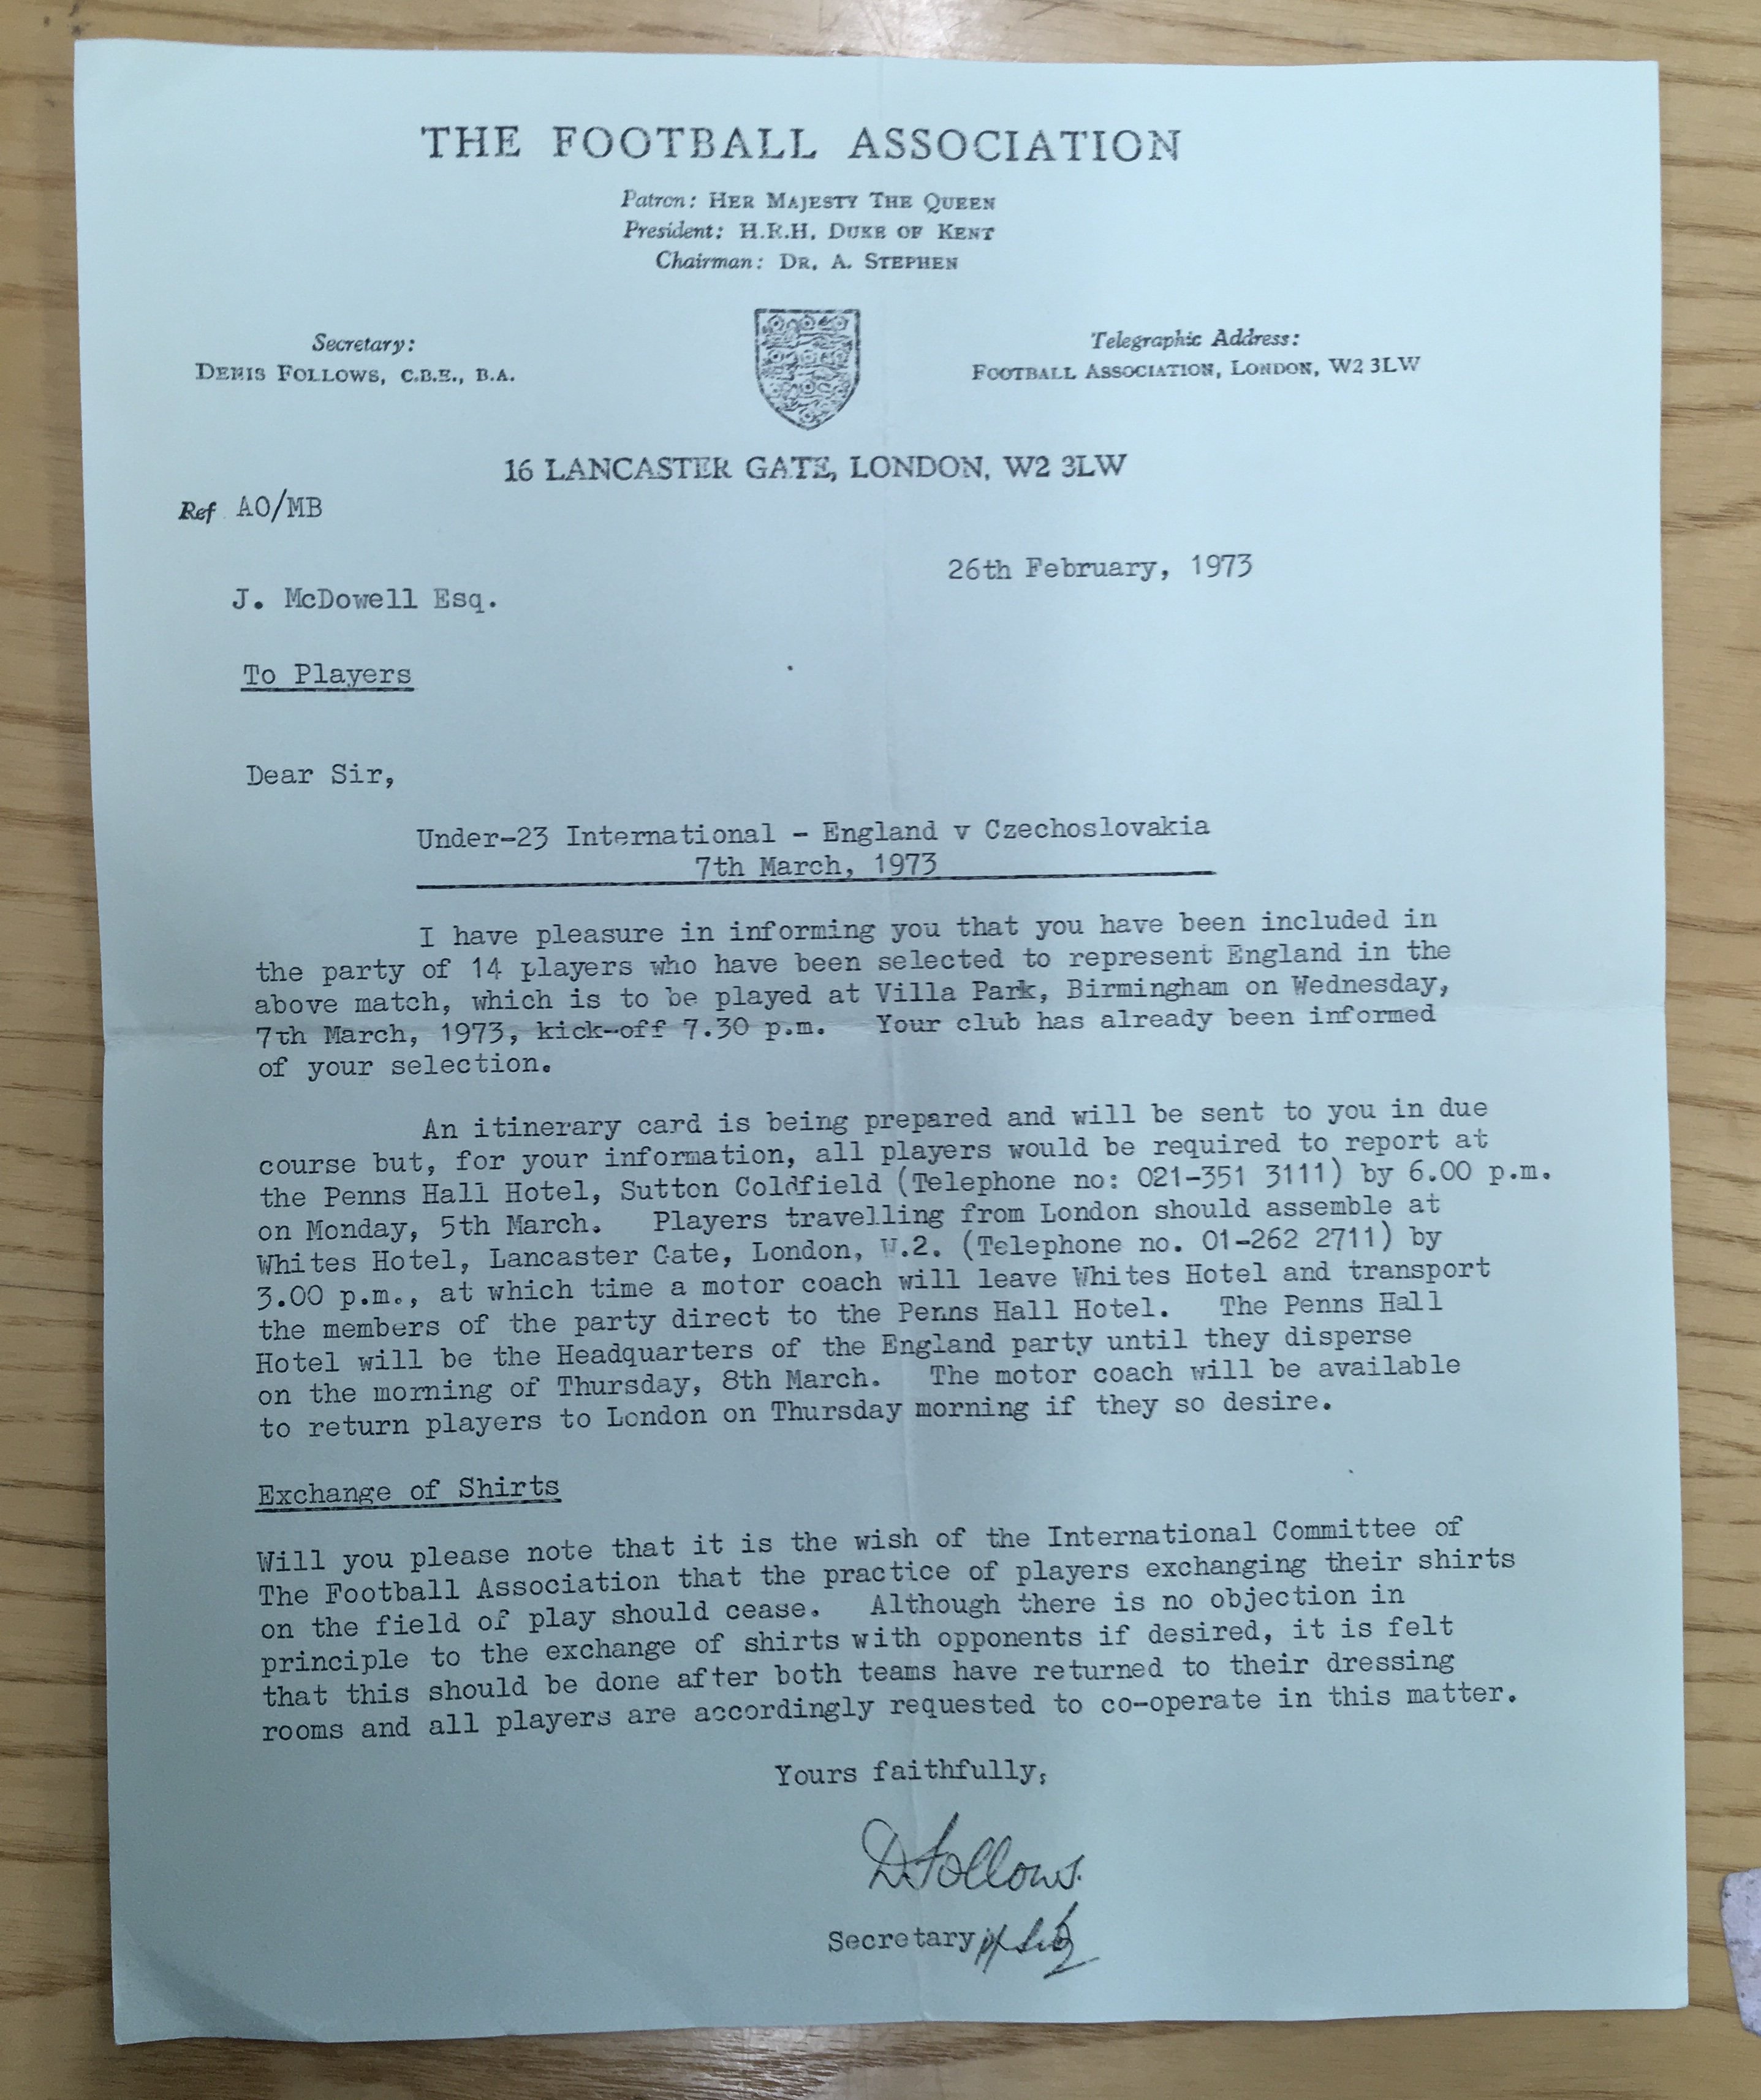 THE FOOTBALL ASSOCIATION
Patron: HER MAJESTY THE QUEEN
President: H.R.H. DUKE OF KENT
Chairman: DR. A. STEPHEN
Secretary:
DENIS FOLLOWS, C.B.E., B.A.
Telegraphic Address:
FOOTBALL ASSOCIATION, LONDON, W2 3LW
16 LANCASTER GATE, LONDON, W2 3LW
Ref AO/MB
26th February, 1973
J. McDowell Esq.
To Players
Dear Sir,
Under-23 International - England v Czechoslovakia
7th March, 1973
I have pleasure in informing you that you have been included in
the party of 14 players who have been selected to represent England in the
above match, which is to be played at Villa Park, Birmingham on Wednesday,
7th March, 1973, kick-off 7.30 p.m. Your club has already been informed
of your selection.
An itinerary card is being prepared and will be sent to you in due
course but, for your information, all players would be required to report at
the Penns Hall Hotel, Sutton Coldfield (Telephone no: 021-351 3111) by 6.00 p.m.
on Monday, 5th March. Players travelling from London should assemble at
Whites Hotel, Lancaster Gate, London, W.2. (Telephone no. 01-262 2711) by
3.00 p.m., at which time a motor coach will leave Whites Hotel and transport
the members of the party direct to the Penns Hall Hotel. The Penns Hall
Hotel will be the Headquarters of the England party until they disperse
on the morning of Thursday, 8th March. The motor coach will be available
to return players to London on Thursday morning if they so desire.
Exchange of Shirts
Will you please note that it is the wish of the International Committee of
The Football Association that the practice of players exchanging their shirts
on the field of play should cease. Although there is no objection in
principle to the exchange of shirts with opponents if desired, it is felt
that this should be done after both teams have returned to their dressing
rooms and all players are accordingly requested to co-operate in this matter.
Yours faithfully,
D Follows.
Secretary